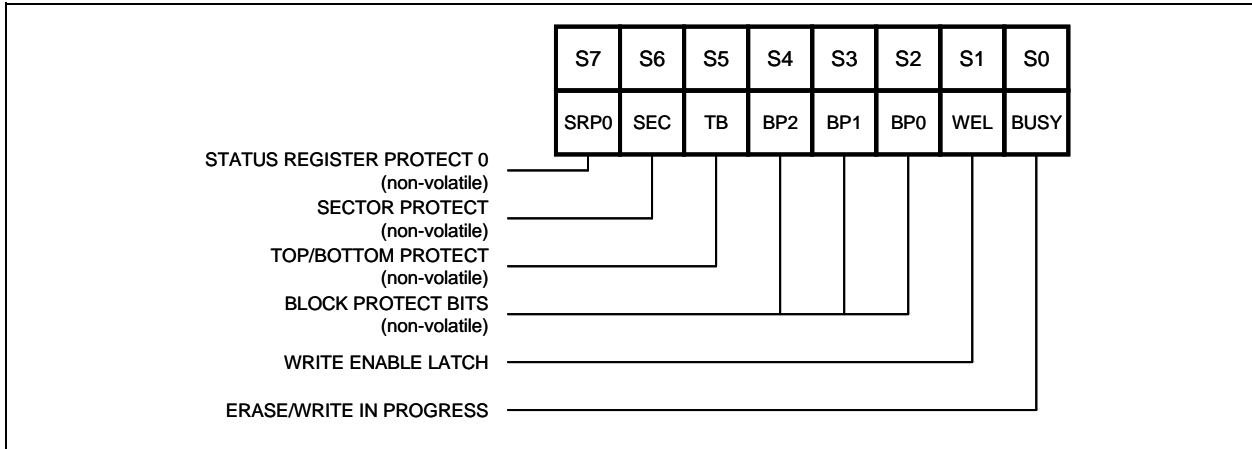 S7 S6 S5 S4 S3 S2 S1 S0
SRP0 SEC TB BP2 BP1 BP0 WEL BUSY
STATUS REGISTER PROTECT 0
(non-volatile)
SECTOR PROTECT
(non-volatile)
TOP/BOTTOM PROTECT
(non-volatile)
BLOCK PROTECT BITS
(non-volatile)
WRITE ENABLE LATCH
ERASE/WRITE IN PROGRESS